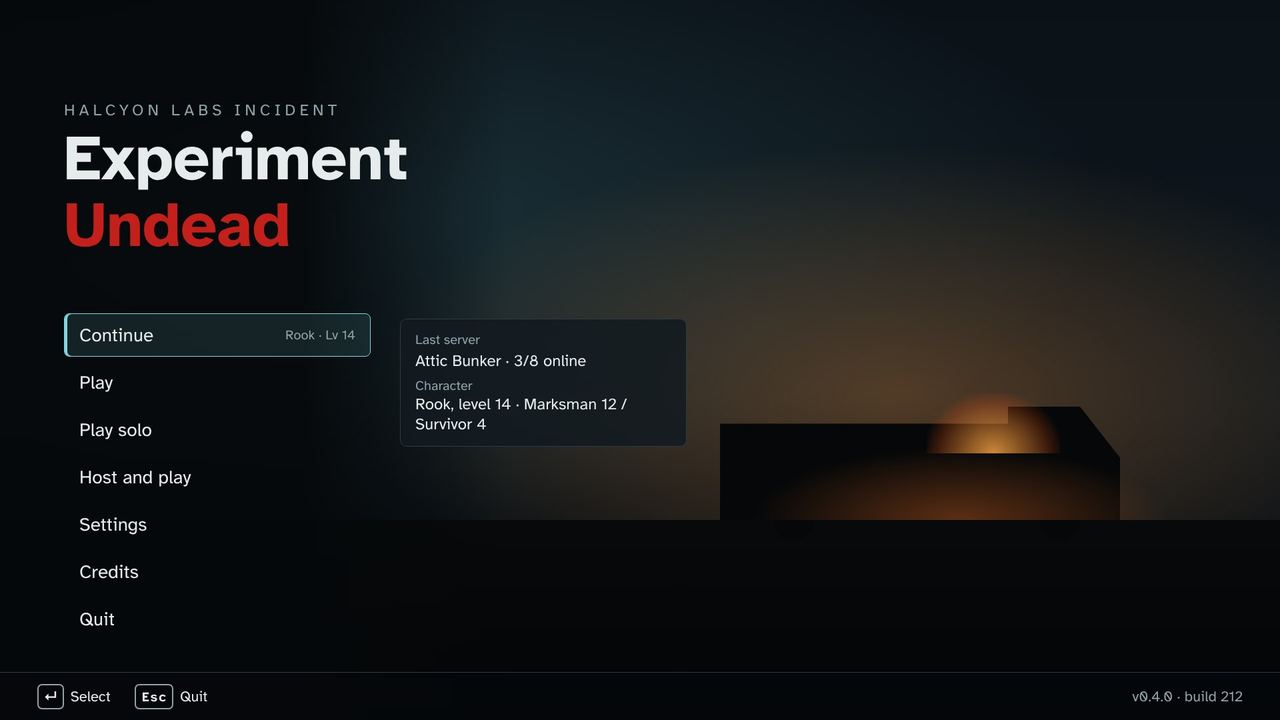 HALCYON LABS INCIDENT
Experiment
Undead
Continue Rook · Lv 14
Last server
Attic Bunker · 3/8 online
Character
Rook, level 14 · Marksman 12 /
Survivor 4
Play
Play solo
Host and play
Settings
Credits
Quit
↵ Select Esc Quit v0.4.0 · build 212